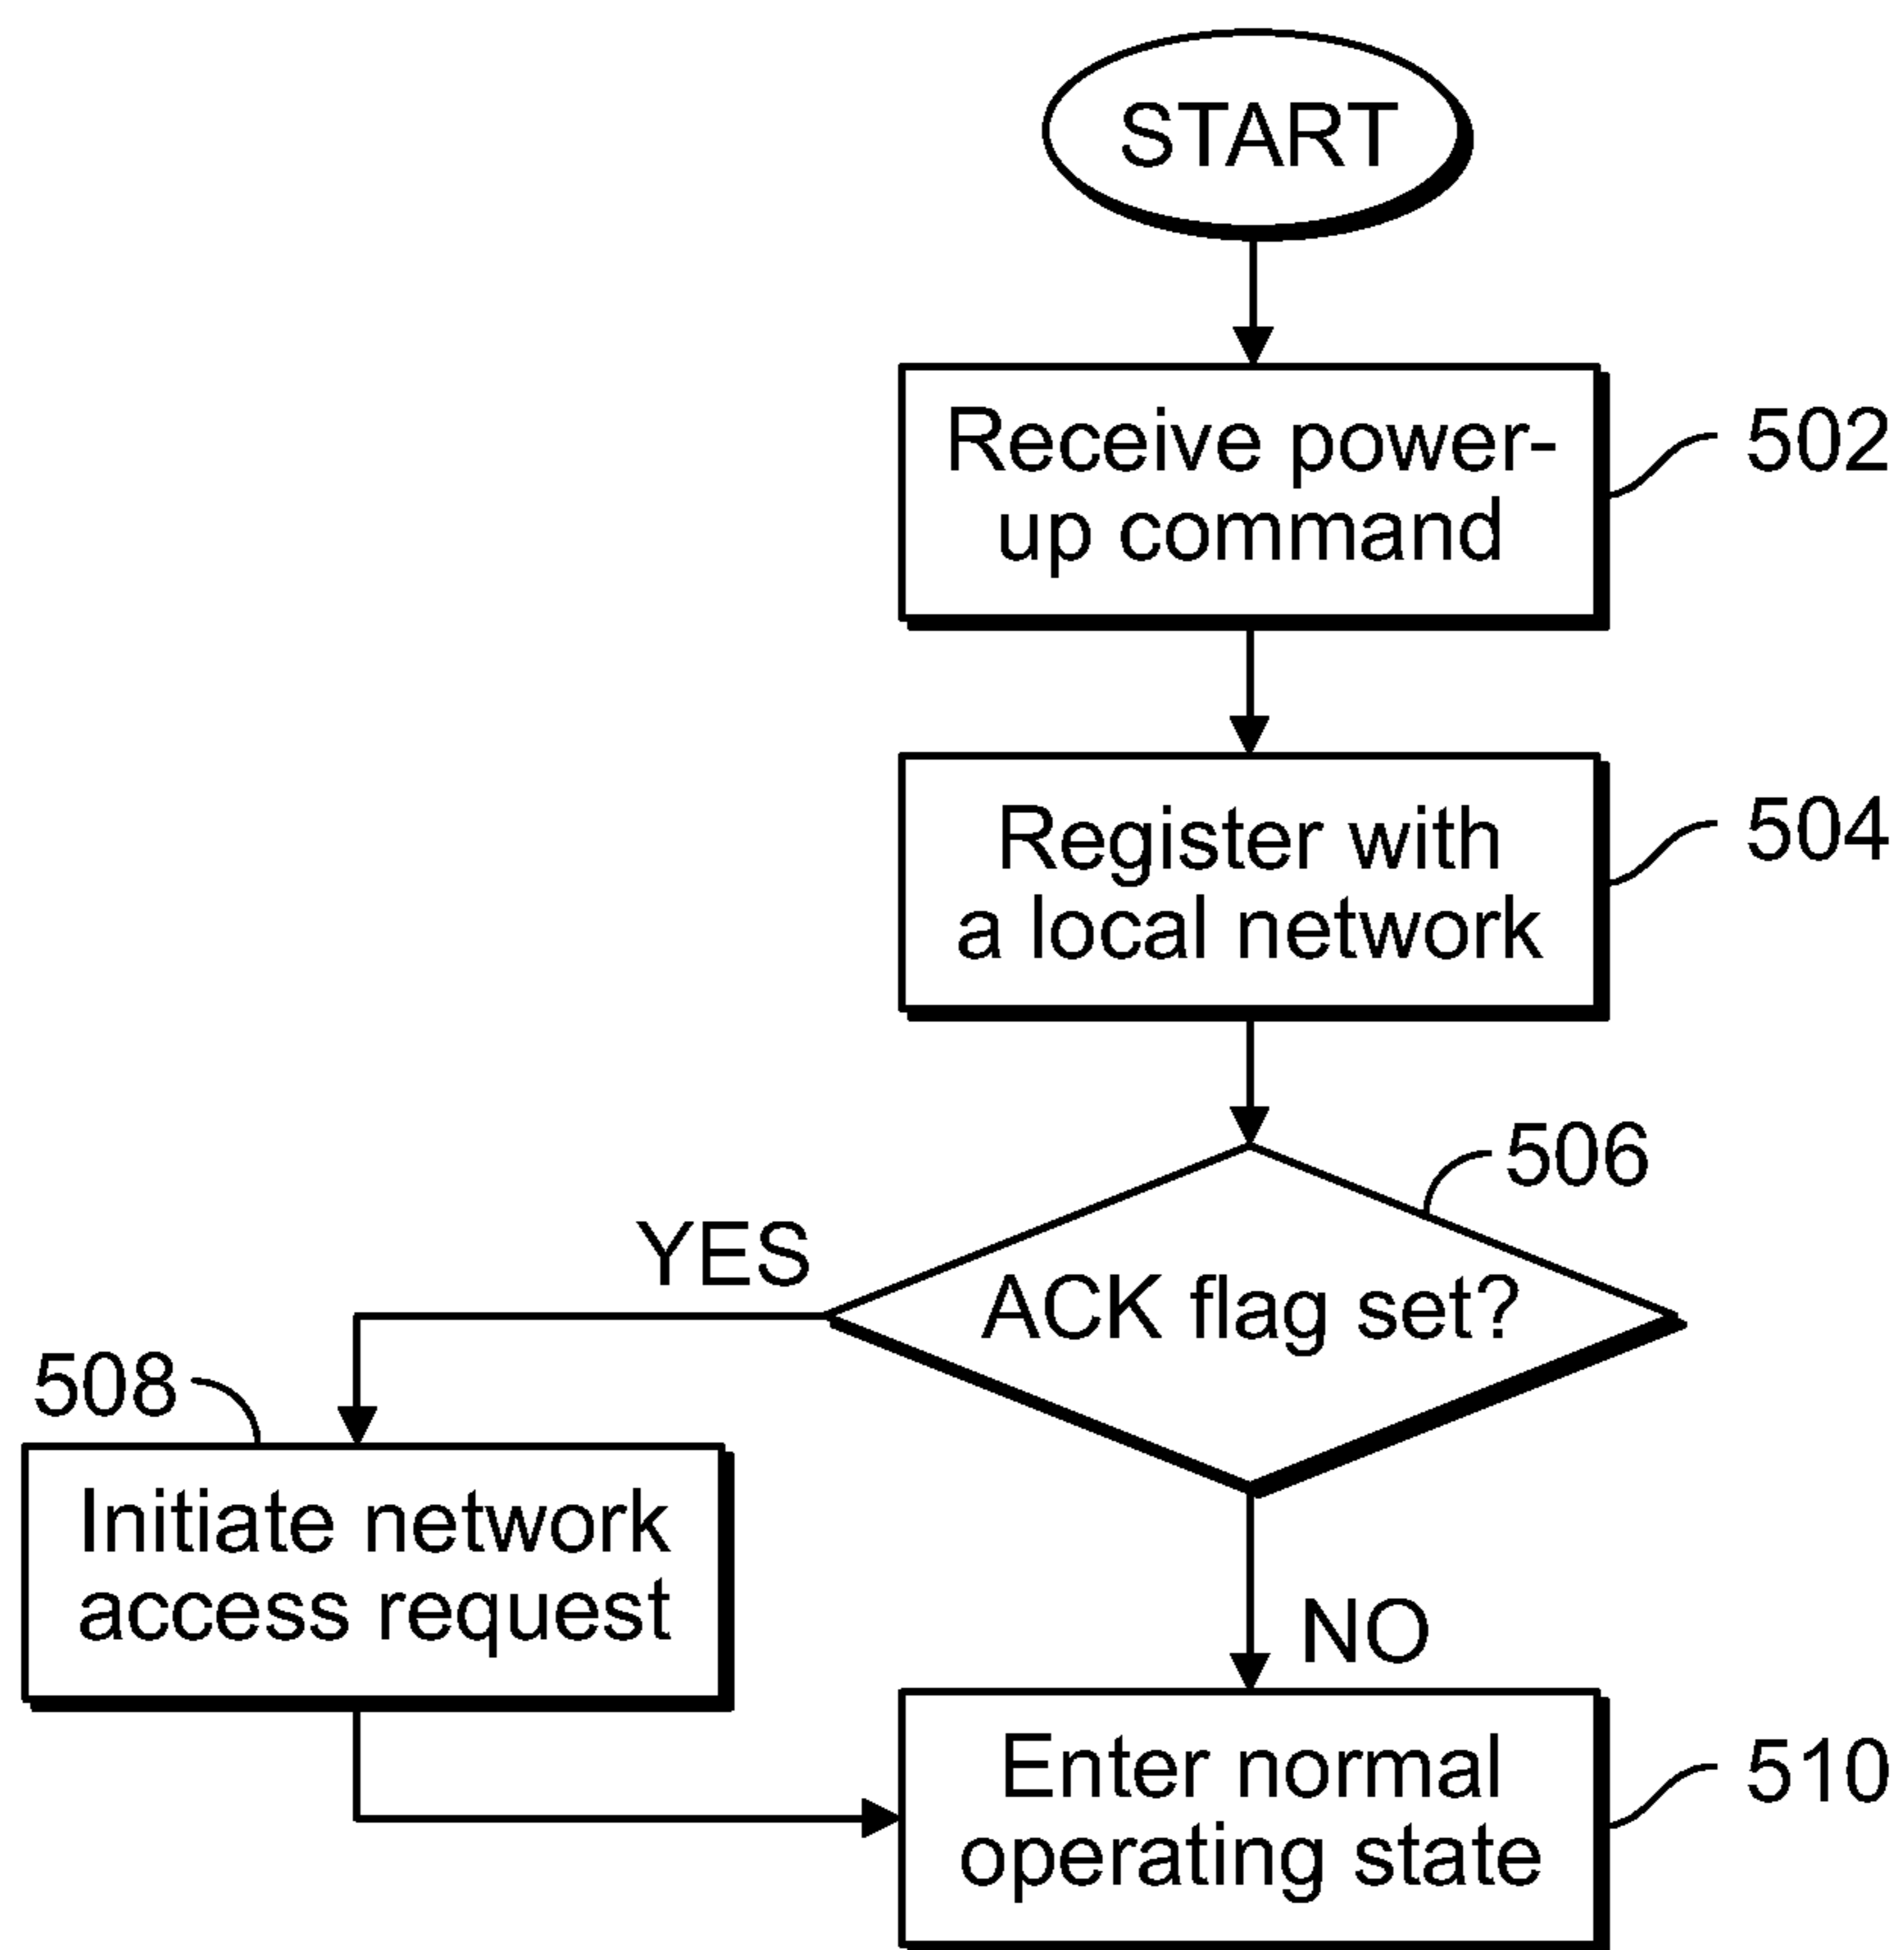 START
Receive power-
up command
502
Register with
a local network
504
506
ACK flag set?
YES
508
Initiate network
access request
NO
Enter normal
operating state
510